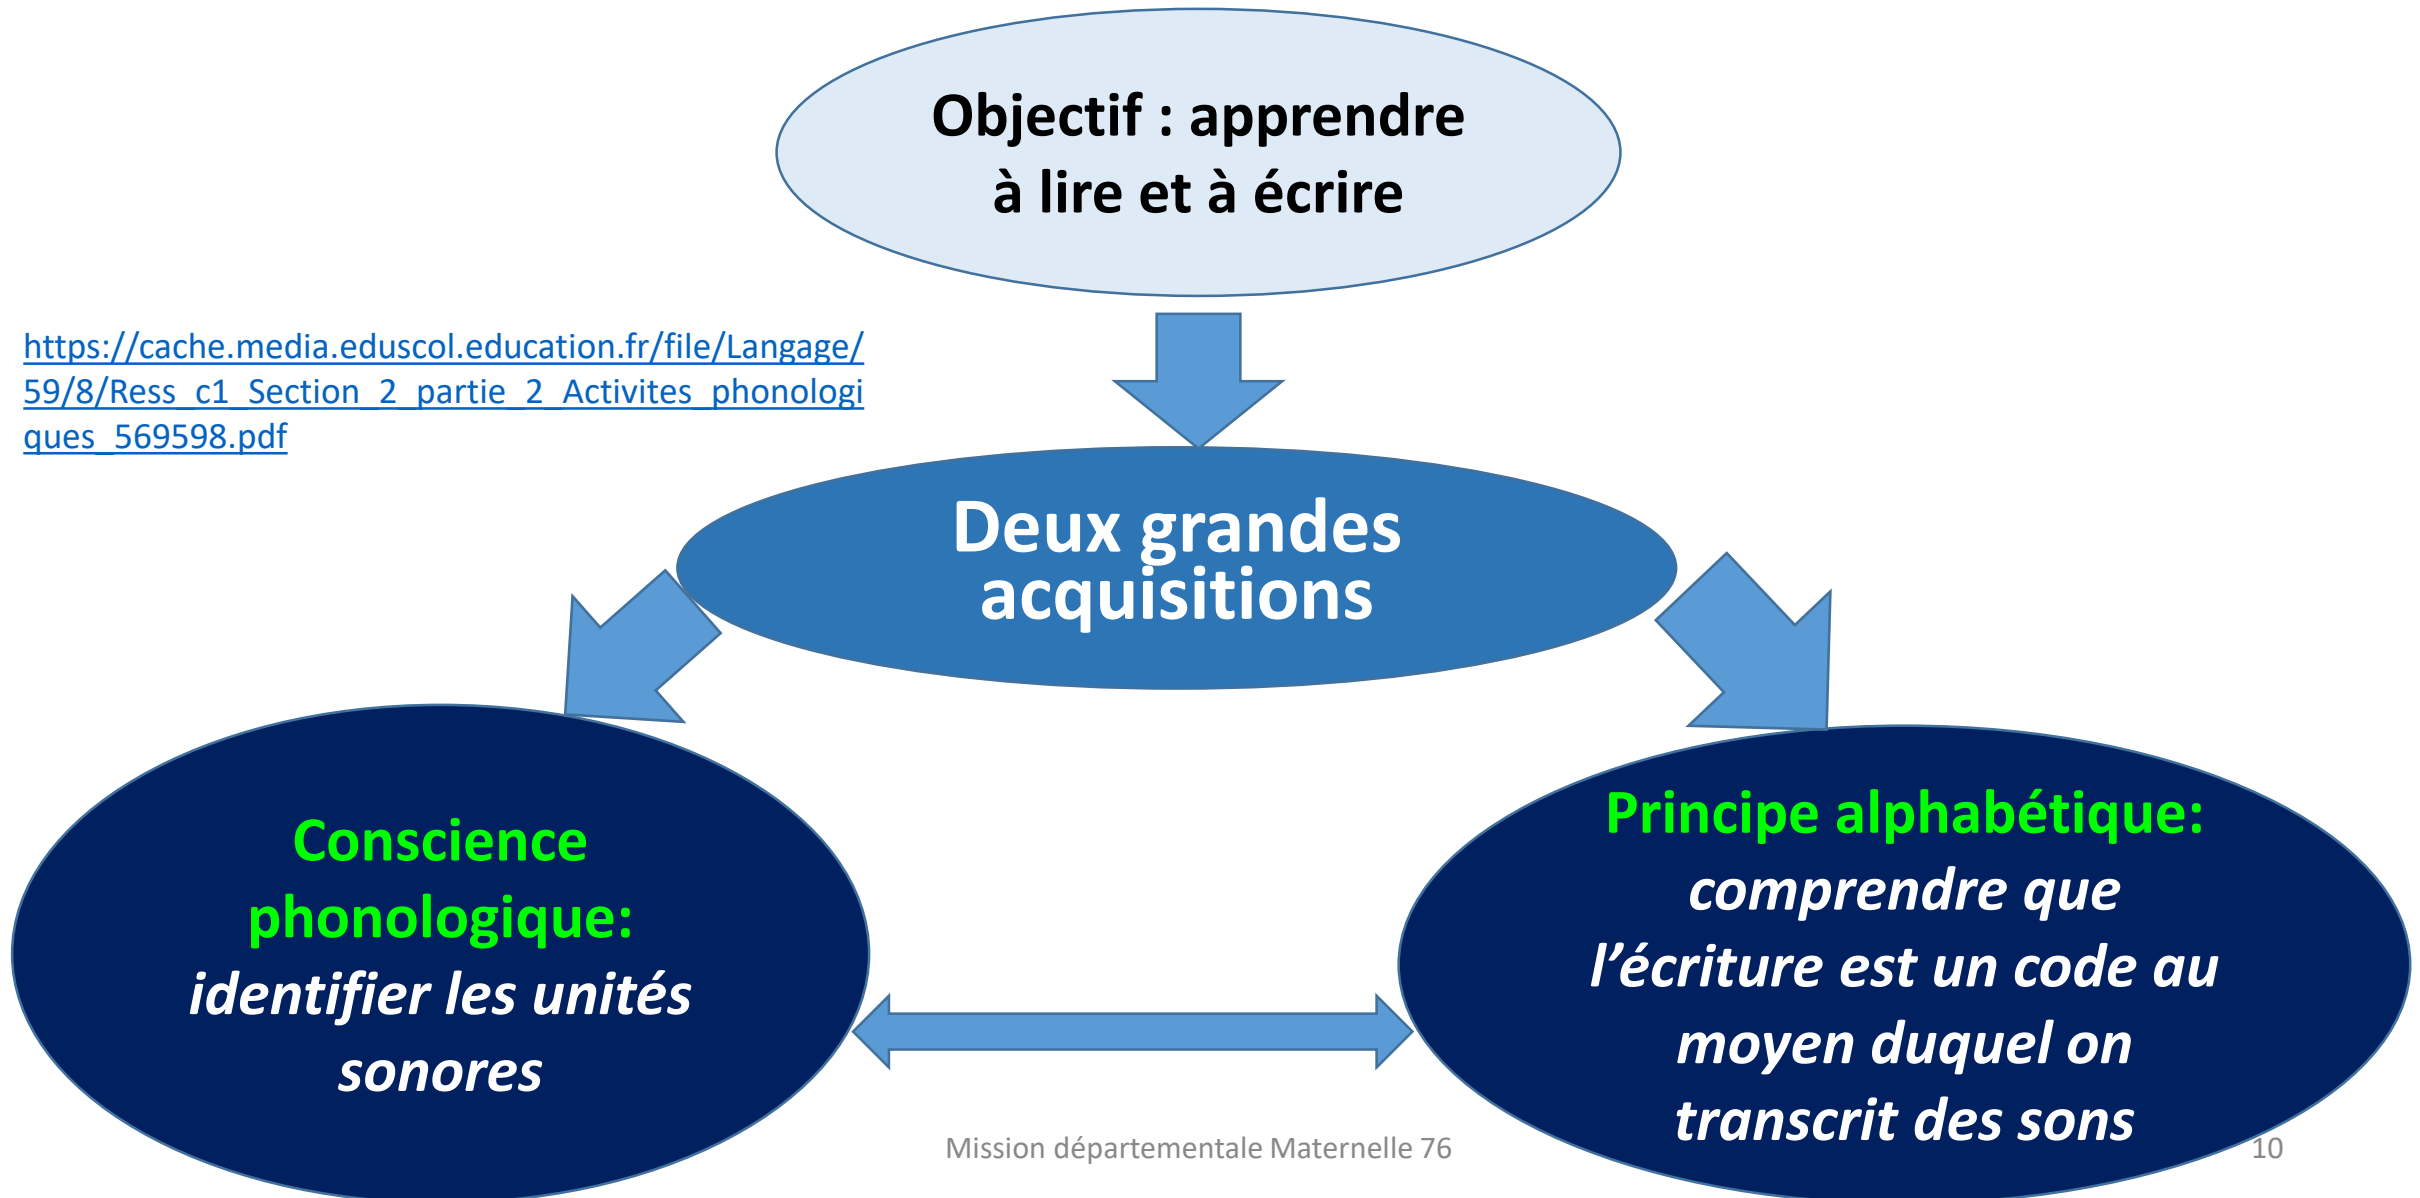 Objectif : apprendre
à lire et à écrire
https://cache.media.eduscol.education.fr/file/Langage/
59/8/Ress_c1_Section_2_partie_2_Activites_phonologi
ques_569598.pdf
Deux grandes
acquisitions
Conscience
phonologique:
identifier les unités
sonores
Principe alphabétique:
comprendre que
l’écriture est un code au
moyen duquel on
transcrit des sons
Mission départementale Maternelle 76
10